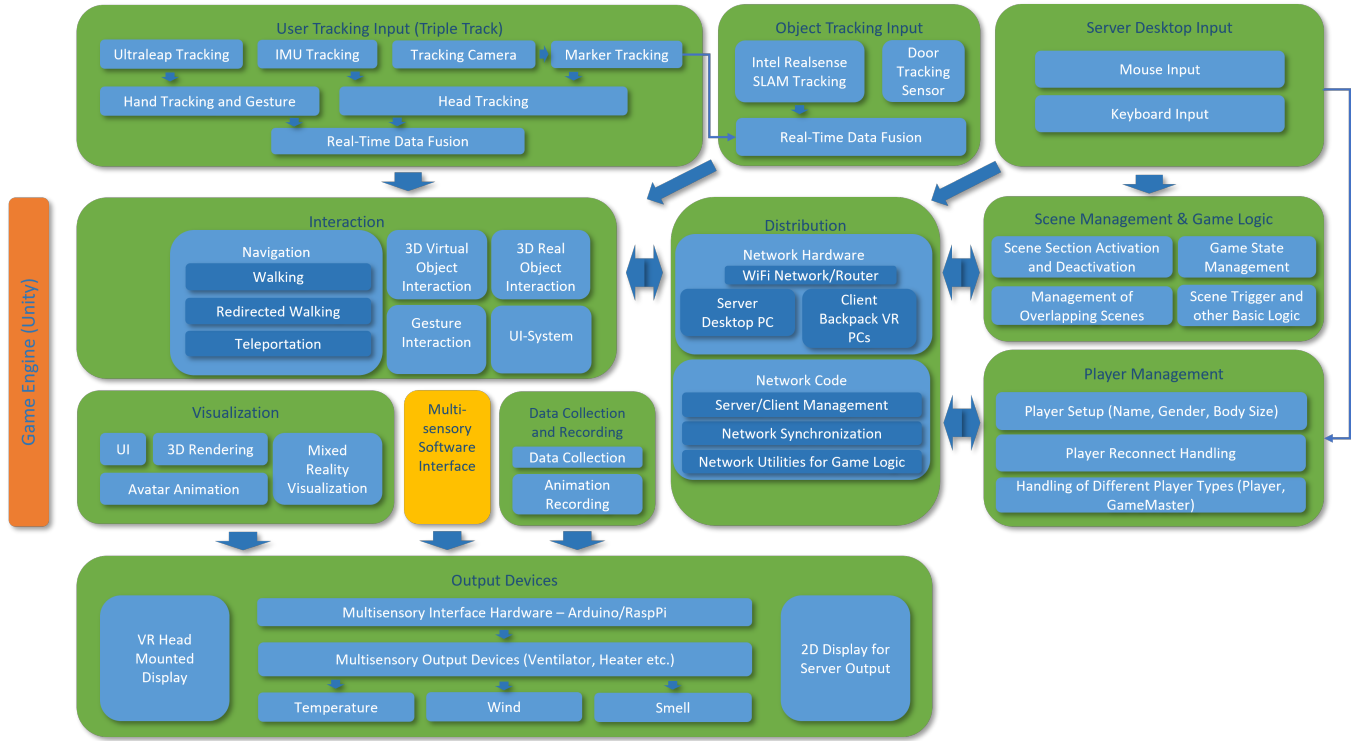 User Tracking Input (Triple Track)
Ultraleap Tracking
IMU Tracking
Tracking Camera
Marker Tracking
Hand Tracking and Gesture
Head Tracking
Real-Time Data Fusion
Object Tracking Input
Intel Realsense
SLAM Tracking
Door
Tracking
Sensor
Real-Time Data Fusion
Server Desktop Input
Mouse Input
Keyboard Input
Game Engine (Unity)
Interaction
Navigation
Walking
Redirected Walking
Teleportation
3D Virtual
Object
Interaction
3D Real
Object
Interaction
Gesture
Interaction
UI-System
Distribution
Network Hardware
WiFi Network/Router
Server
Desktop PC
Client
Backpack VR
PCs
Network Code
Server/Client Management
Network Synchronization
Network Utilities for Game Logic
Scene Management & Game Logic
Scene Section Activation
and Deactivation
Game State
Management
Management of
Overlapping Scenes
Scene Trigger and
other Basic Logic
Player Management
Player Setup (Name, Gender, Body Size)
Player Reconnect Handling
Handling of Different Player Types (Player,
GameMaster)
Visualization
UI
3D Rendering
Mixed
Reality
Visualization
Avatar Animation
Multi-
sensory
Software
Interface
Data Collection
and Recording
Data Collection
Animation
Recording
Output Devices
VR Head
Mounted
Display
Multisensory Interface Hardware – Arduino/RaspPi
Multisensory Output Devices (Ventilator, Heater etc.)
Temperature
Wind
Smell
2D Display for
Server Output